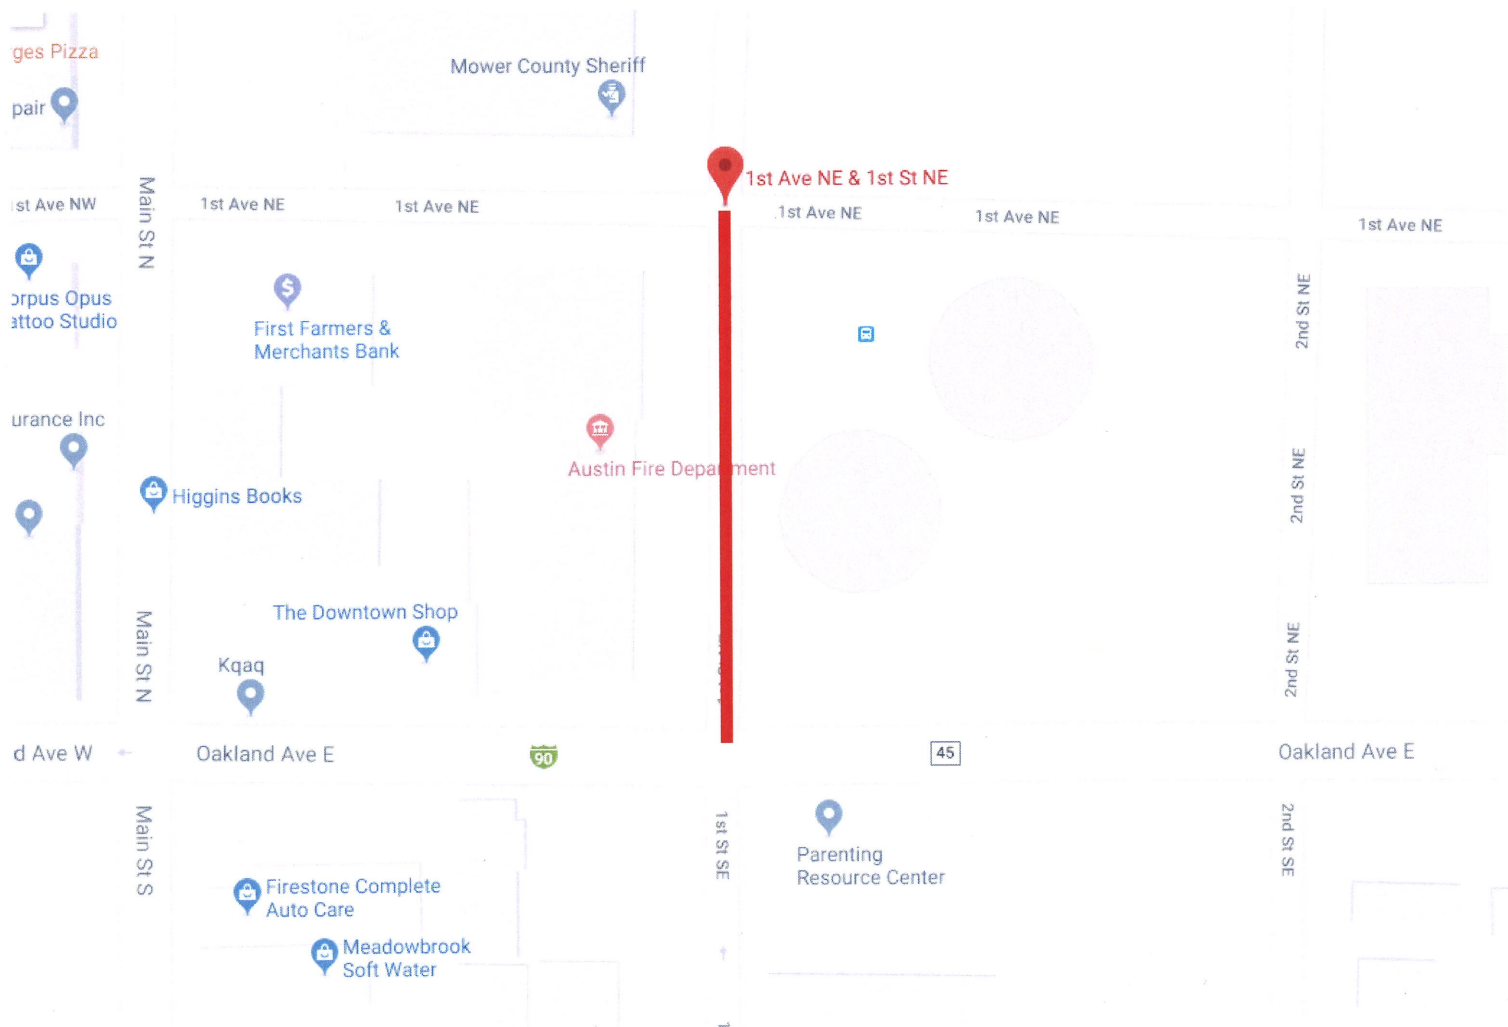 ges Pizza
Mower County Sheriff
pair
1st Ave NE & 1st St NE
st Ave NW
Main St N
1st Ave NE
1st Ave NE
1st Ave NE
1st Ave NE
1st Ave NE
orpus Opus
attoo Studio
First Farmers &
Merchants Bank
2nd St NE
urance Inc
Austin Fire Department
Higgins Books
2nd St NE
The Downtown Shop
Main St N
Kqaq
2nd St NE
d Ave W
Oakland Ave E
90
45
Oakland Ave E
Main St S
1st St SE
Parenting
Resource Center
2nd St SE
Firestone Complete
Auto Care
Meadowbrook
Soft Water